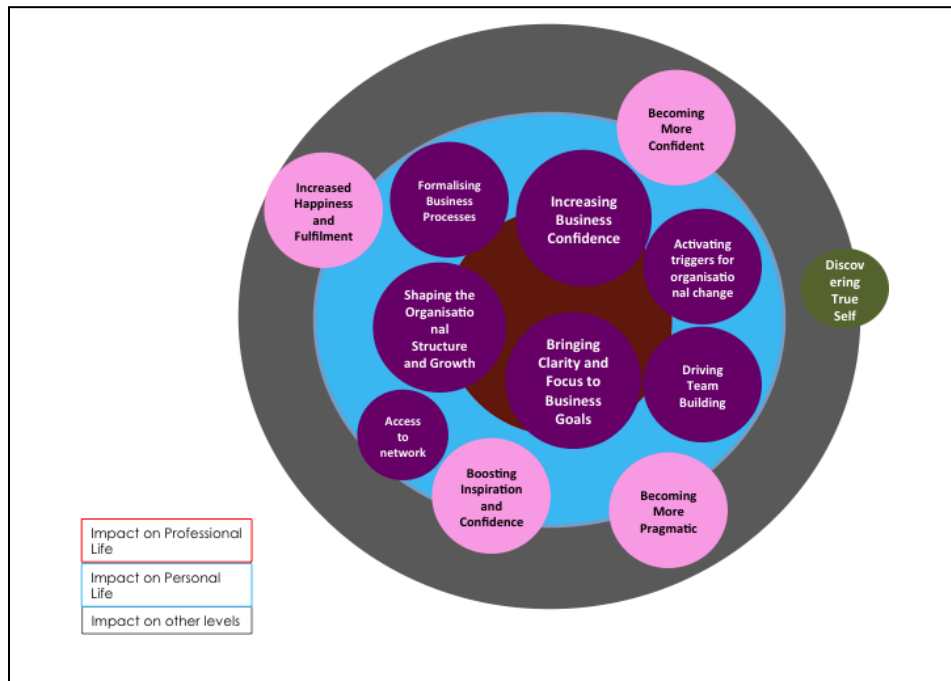 Becoming
More
Confident
Increased
Happiness
and
Fulfilment
Formalising
Business
Processes
Increasing
Business
Confidence
Activating
triggers for
organisatio
nal change
Discov
ering
True
Self
Shaping the
Organisatio
nal
Structure
and Growth
Bringing
Clarity and
Focus to
Business
Goals
Driving
Team
Building
Access
to
network
Boosting
Inspiration
and
Confidence
Becoming
More
Pragmatic
Impact on Professional
Life
Impact on Personal
Life
Impact on other levels